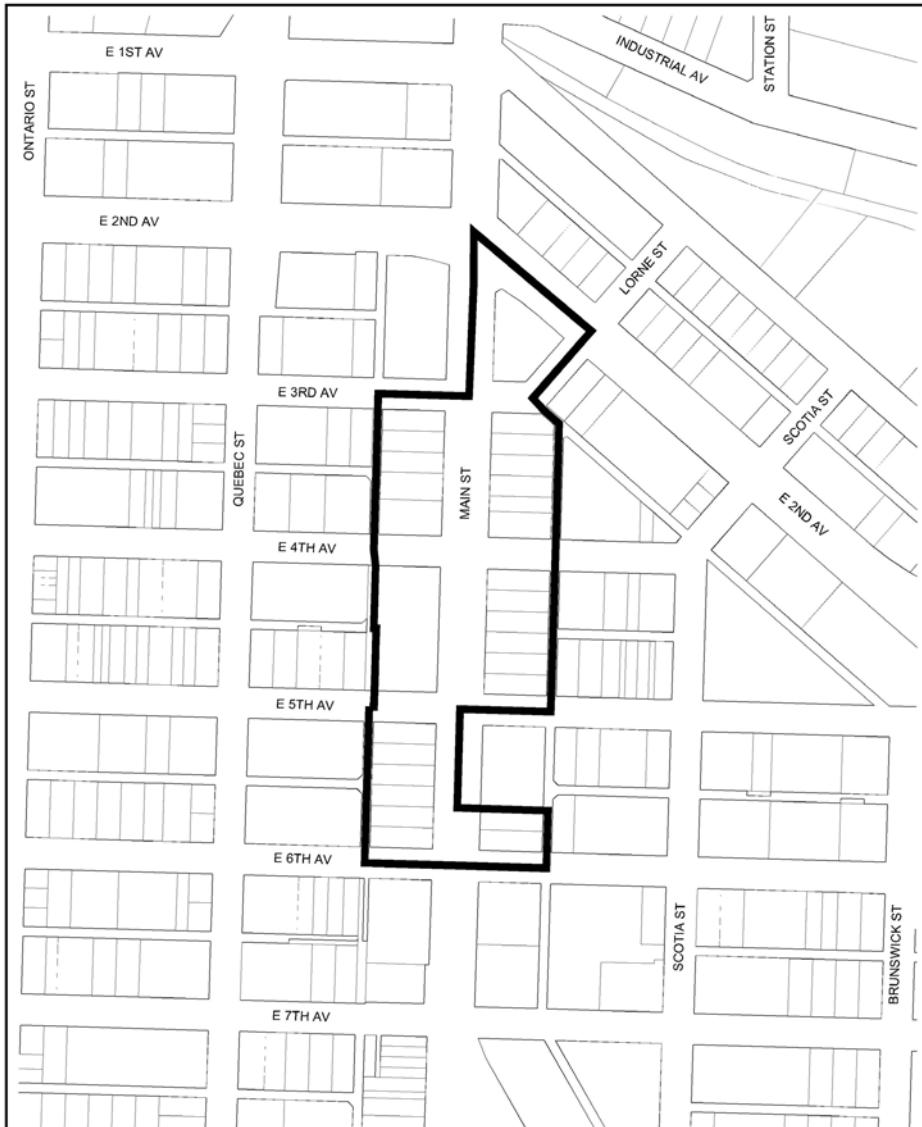 E 1ST AV
INDUSTRIAL AV
STATION ST
ONTARIO ST
E 2ND AV
LORNE ST
E 3RD AV
SCOTIA ST
QUEBEC ST
MAIN ST
E 2ND AV
E 4TH AV
E 5TH AV
E 6TH AV
SCOTIA ST
BRUNSWICK ST
E 7TH AV